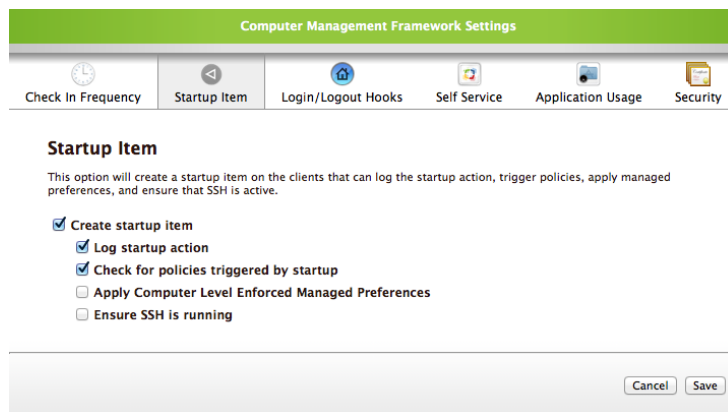 Computer Management Framework Settings
Check In Frequency
Startup Item
Login/Logout Hooks
Self Service
Application Usage
Security
Startup Item
This option will create a startup item on the clients that can log the startup action, trigger policies, apply managed
preferences, and ensure that SSH is active.
Create startup item
Log startup action
Check for policies triggered by startup
Apply Computer Level Enforced Managed Preferences
Ensure SSH is running
Cancel
Save